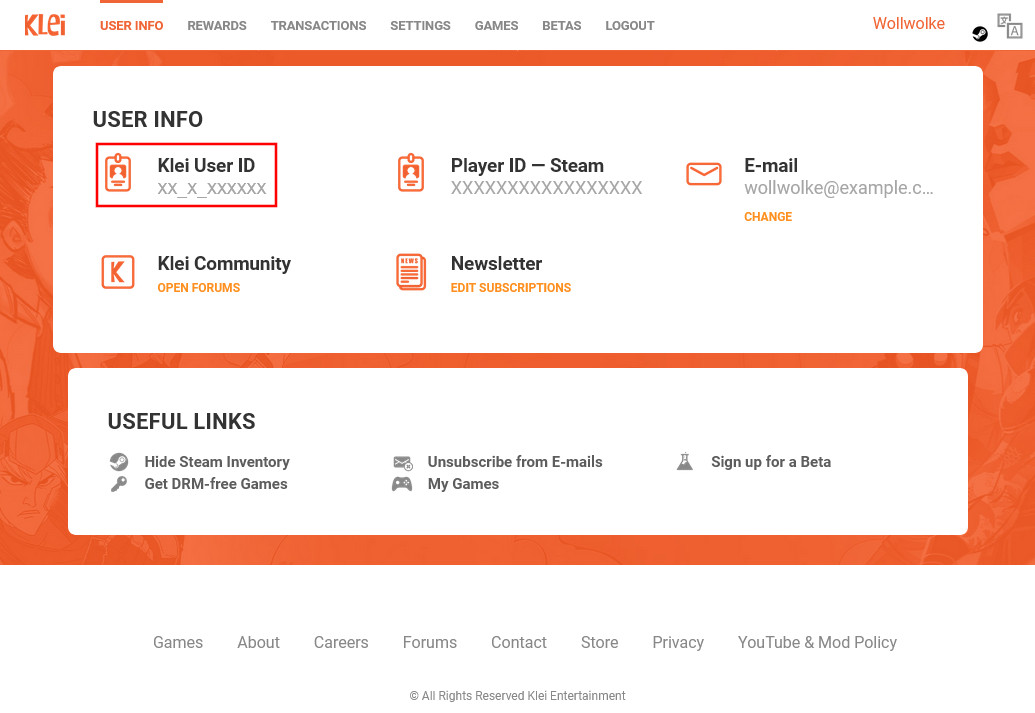 Klei
USER INFO REWARDS TRANSACTIONS SETTINGS GAMES BETAS LOGOUT
Wollwolke
文 A
USER INFO
Klei User ID
xx_x_xxxxxx
Player ID — Steam
XXXXXXXXXXXXXXXXX
E-mail
wollwolke@example.c...
CHANGE
K
Klei Community
OPEN FORUMS
NEWS
Newsletter
EDIT SUBSCRIPTIONS
USEFUL LINKS
Hide Steam Inventory
Unsubscribe from E-mails
Sign up for a Beta
Get DRM-free Games
My Games
Games About Careers Forums Contact Store Privacy YouTube & Mod Policy
© All Rights Reserved Klei Entertainment